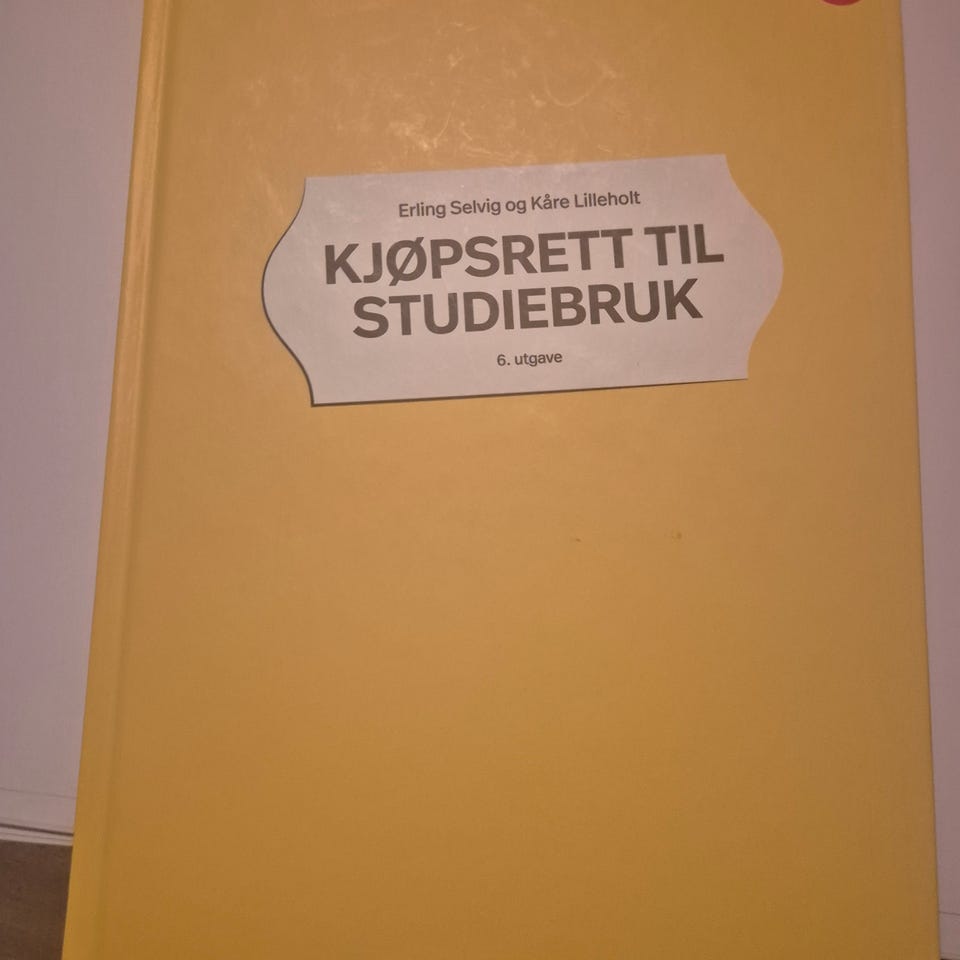 Erling Selvig og Kåre Lilleholt
KJØPSRETT TIL
STUDIEBRUK
6. utgave